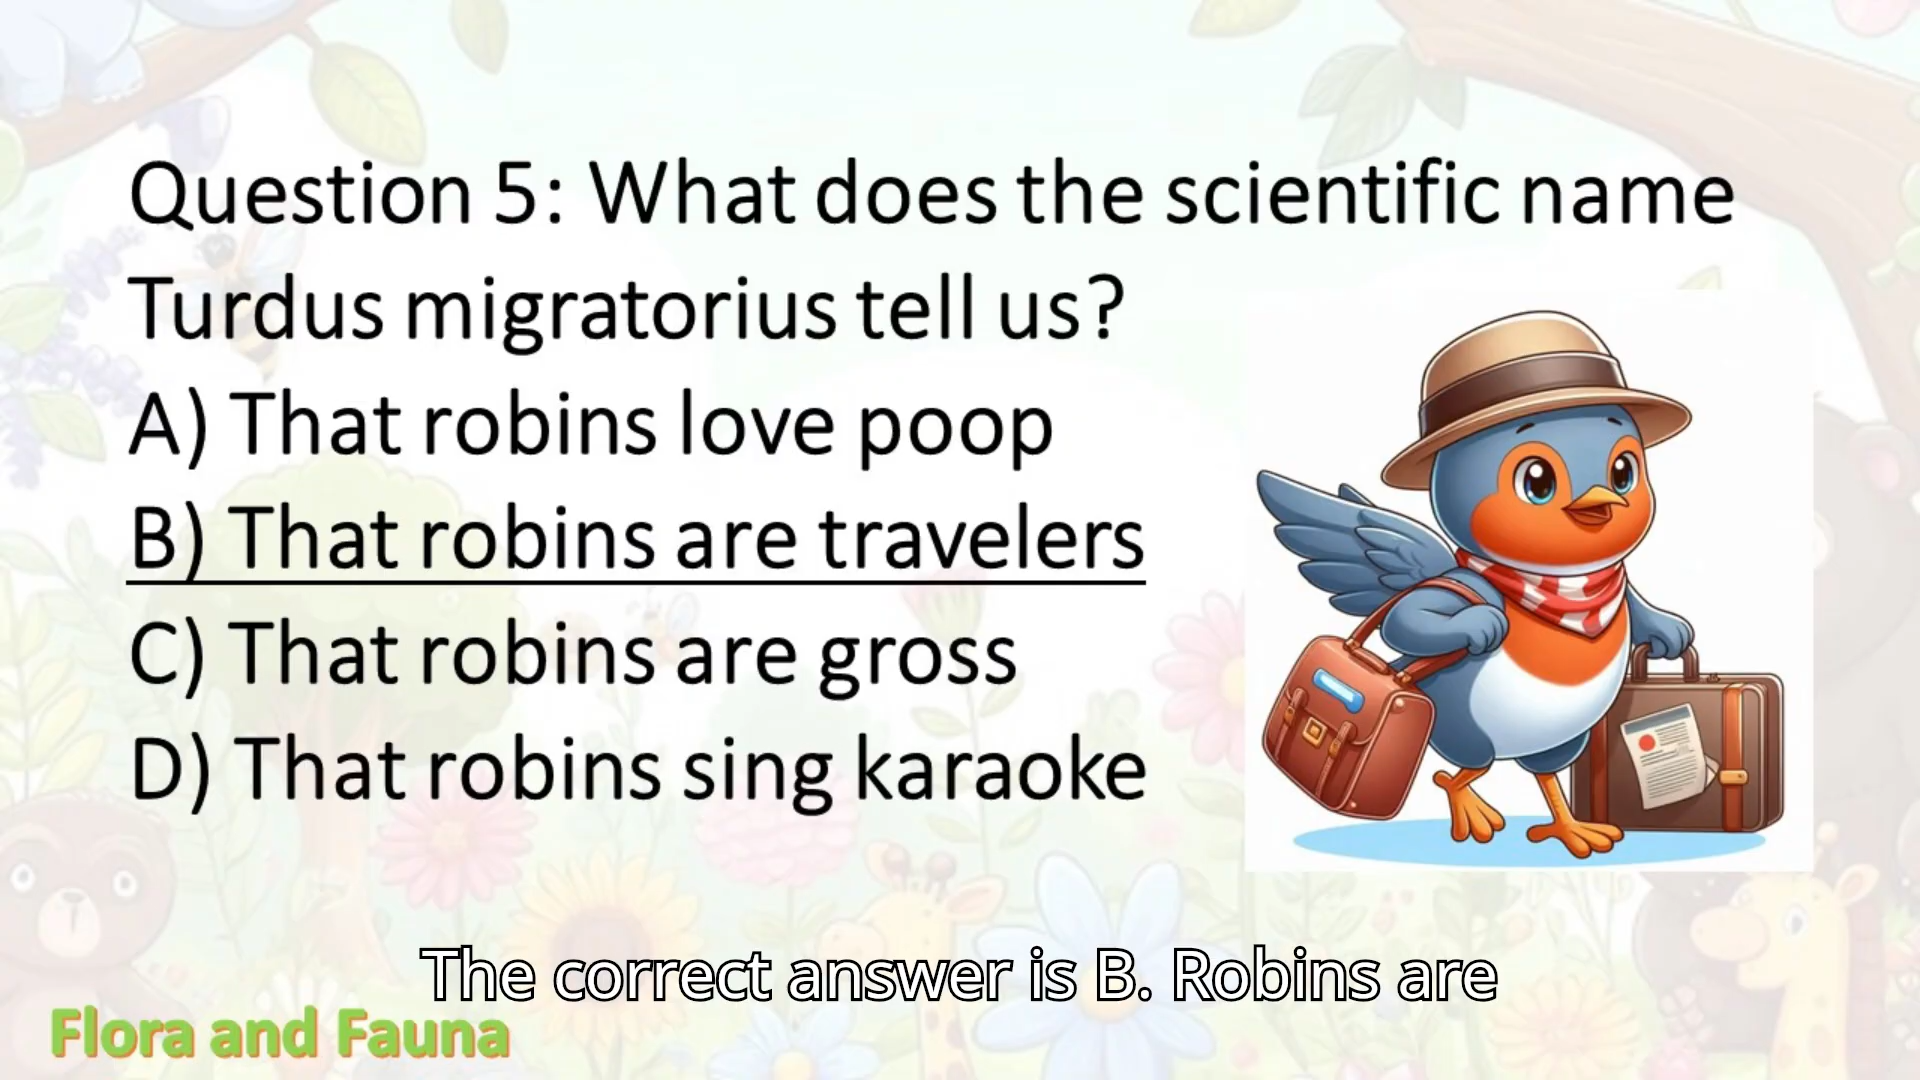 Question 5: What does the scientific name
Turdus migratorius tell us?
A) That robins love poop
B) That robins are travelers
C) That robins are gross
D) That robins sing karaoke
The correct answer is B. Robins are
Flora and Fauna